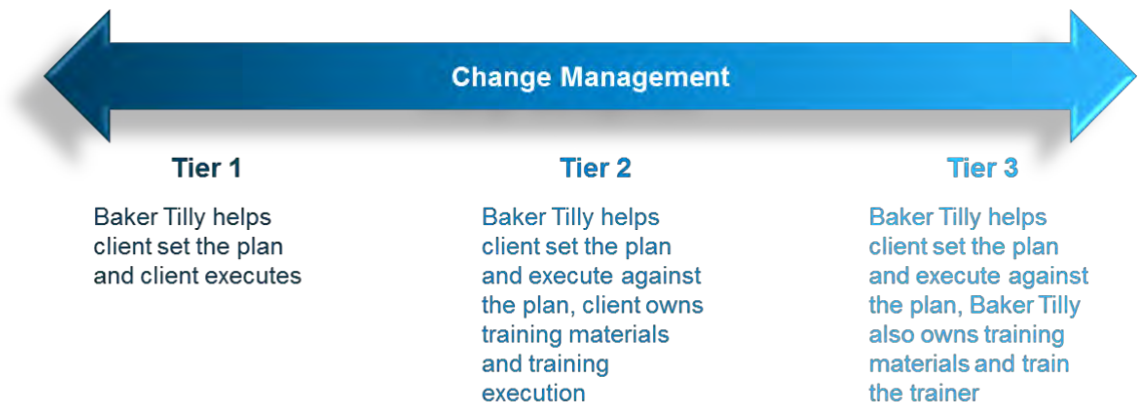 Change Management
Tier 1
Baker Tilly helps
client set the plan
and client executes
Tier 2
Baker Tilly helps
client set the plan
and execute against
the plan, client owns
training materials
and training
execution
Tier 3
Baker Tilly helps
client set the plan
and execute against
the plan, Baker Tilly
also owns training
materials and train
the trainer